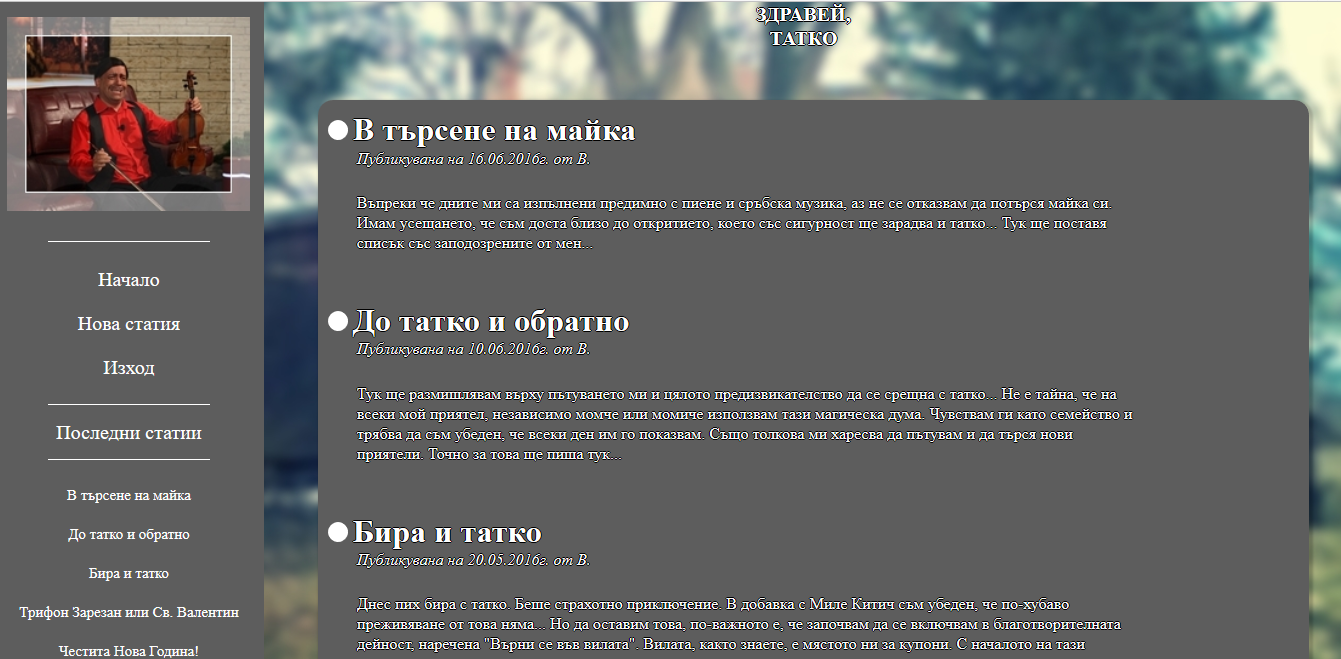 ЗДРАВЕЙ,
ТАТКО
Начало
Нова статия
Изход
Последни статии
В търсене на майка
До татко и обратно
Бира и татко
Трифон Зарезан или Св. Валентин
Честита Нова Година!
В търсене на майка
Публикувана на 16.06.2016г. от В.
Въпреки че дните ми са изпълнени предимно с пиене и сръбска музика, аз не се отказвам да потърся майка си.
Имам усещането, че съм доста близо до откритието, което със сигурност ще зарадва и татко... Тук ще поставя
списък със заподозрените от мен...
До татко и обратно
Публикувана на 10.06.2016г. от В.
Тук ще размишлявам върху пътуването ми и цялото предизвикателство да се срещна с татко... Не е тайна, че на
всеки мой приятел, независимо момче или момиче използвам тази магическа дума. Чувствам ги като семейство и
трябва да съм убеден, че всеки ден им го показвам. Също толкова ми харесва да пътувам и да търся нови
приятели. Точно за това ще пиша тук...
Бира и татко
Публикувана на 20.05.2016г. от В.
Днес пих бира с татко. Беше страхотно приключение. В добавка с Миле Китич съм убеден, че по-хубаво
преживяване от това няма... Но да оставим това, по-важното е, че започвам да се включвам в благотворителната
дейност, наречена "Върни се във вилата". Вилата, както знаете, е мястото ни за купони. С началото на тази